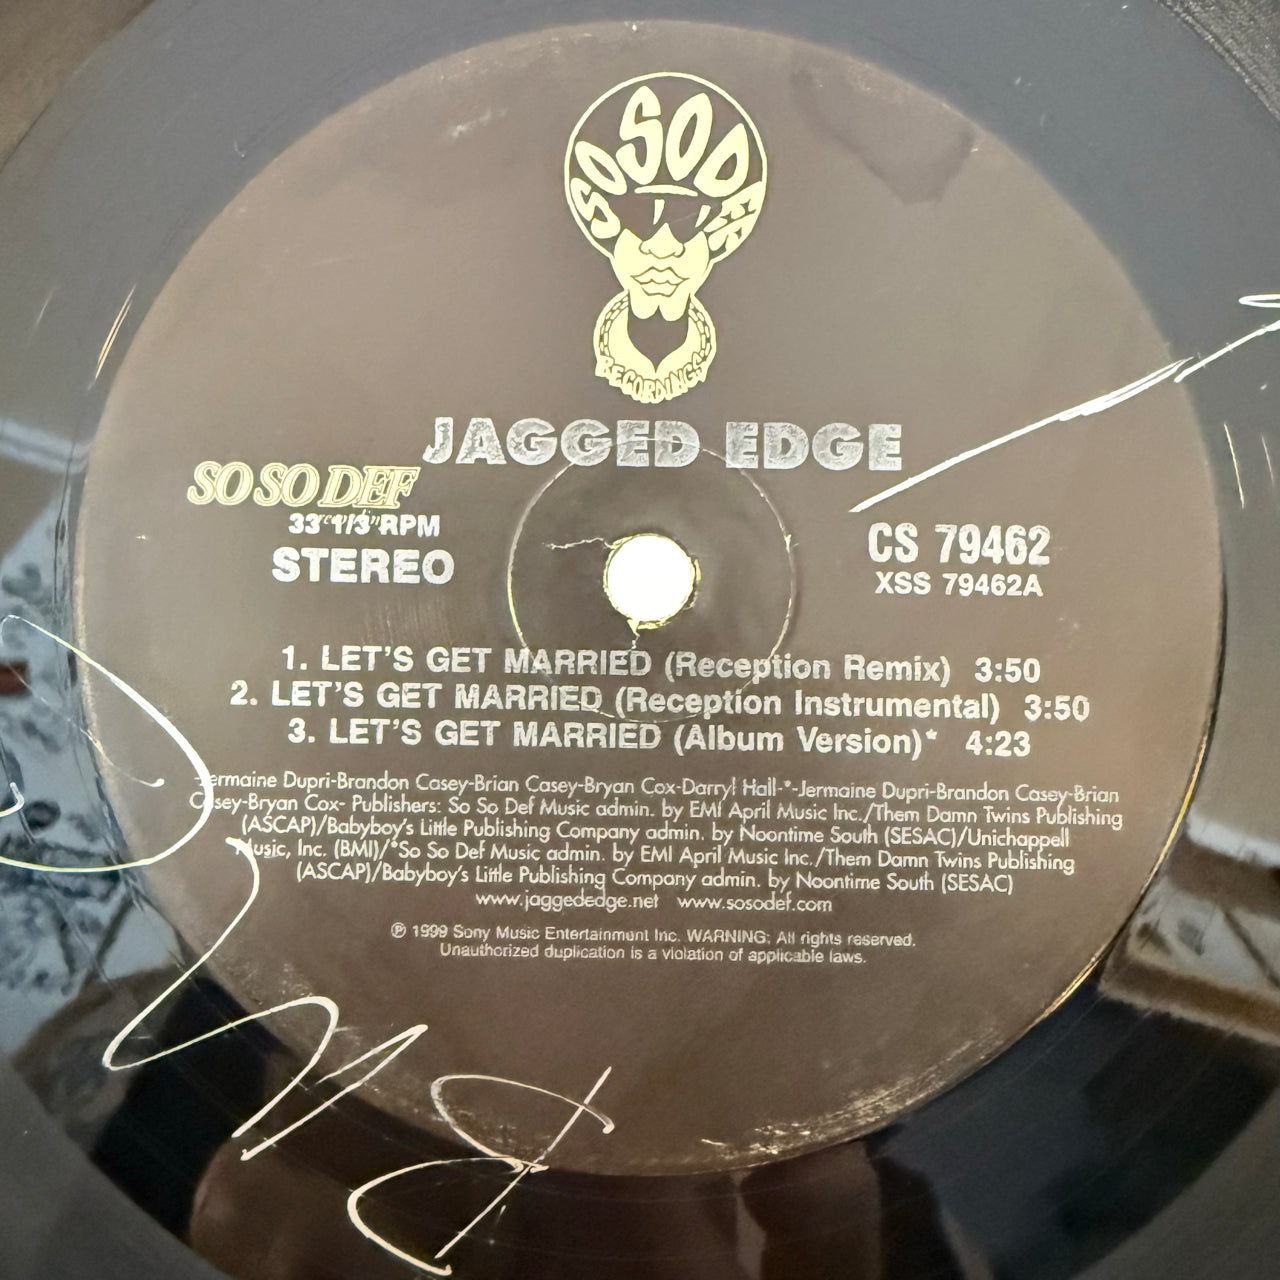 SO SO DEF
RECORDINGS
JAGGED EDGE
SO SO DEF
33 1/3 RPM
STEREO
CS 79462
XSS 79462A
1. LET'S GET MARRIED (Reception Remix) 3:50
2. LET'S GET MARRIED (Reception Instrumental) 3:50
3. LET'S GET MARRIED (Album Version)* 4:23
Jermaine Dupri-Brandon Casey-Brian Casey-Bryan Cox-Darryl Hall-*-Jermaine Dupri-Brandon Casey-Brian
Casey-Bryan Cox- Publishers: So So Def Music admin. by EMI April Music Inc./Them Damn Twins Publishing
(ASCAP)/Babyboy's Little Publishing Company admin. by Noontime South (SESAC)/Unichappell
Music, Inc. (BMI)/*So So Def Music admin. by EMI April Music Inc./Them Damn Twins Publishing
(ASCAP)/Babyboy's Little Publishing Company admin. by Noontime South (SESAC)
www.jaggededge.net www.sosodef.com
℗ 1999 Sony Music Entertainment Inc. WARNING: All rights reserved.
Unauthorized duplication is a violation of applicable laws.